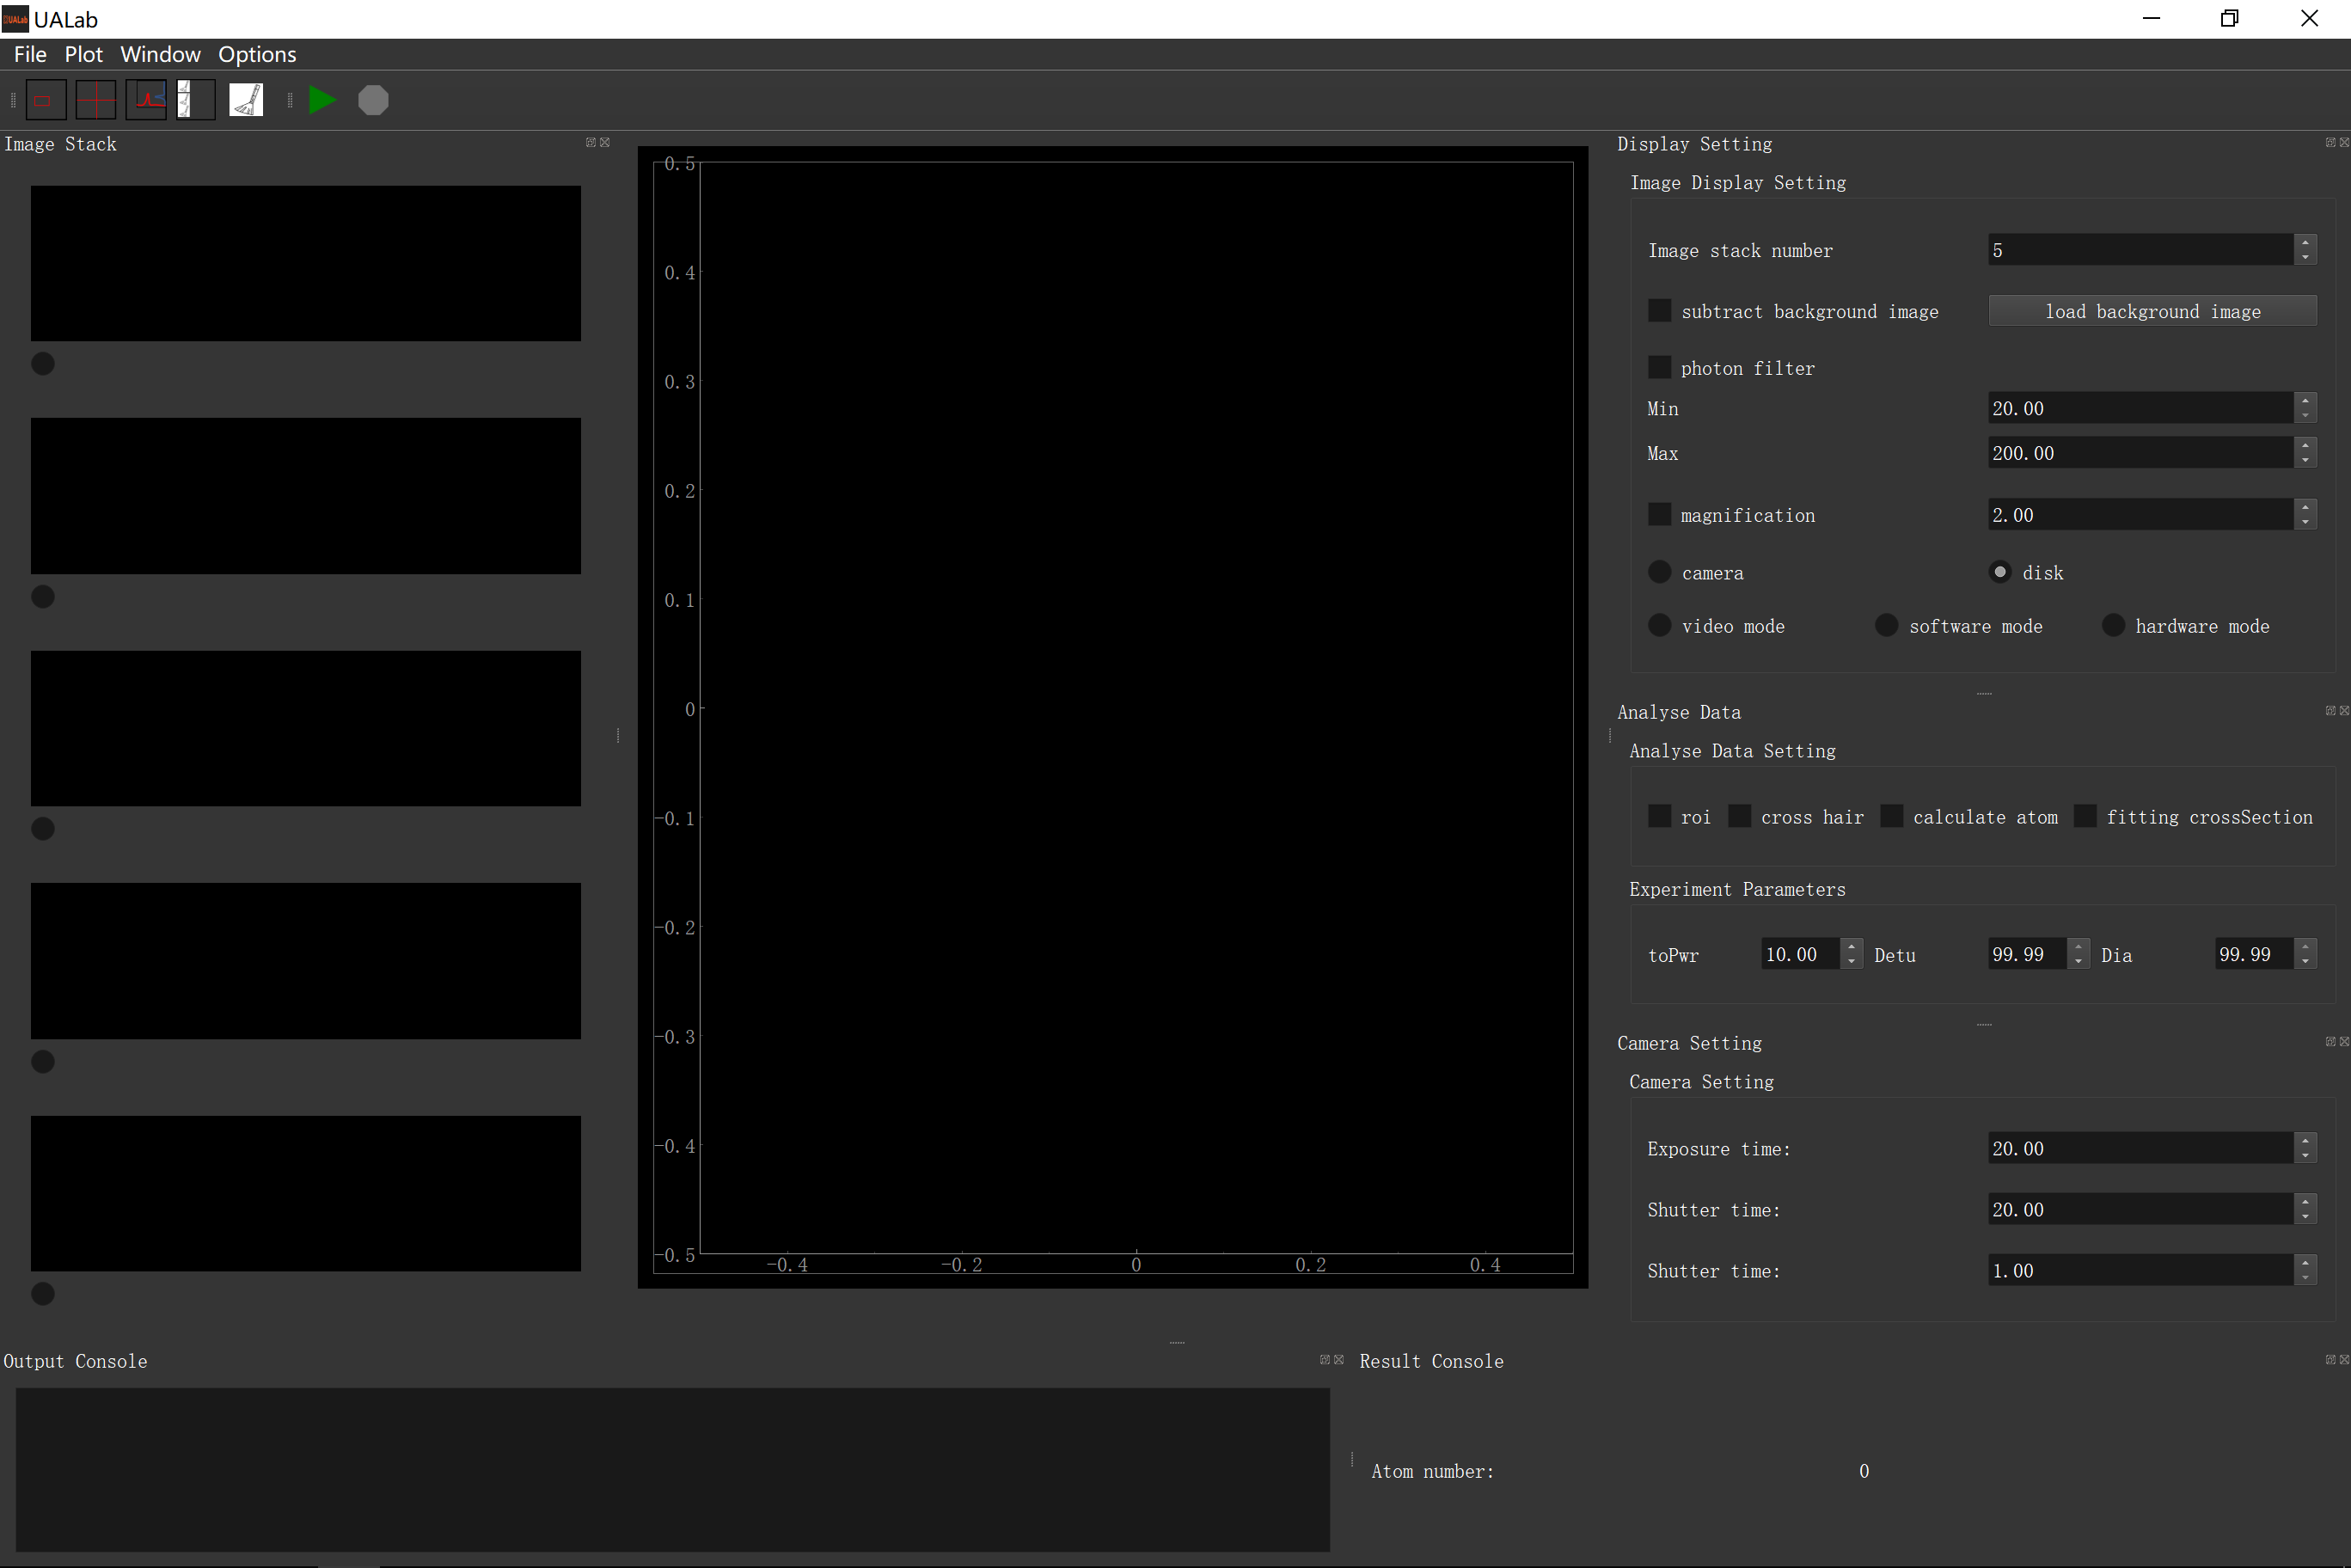 UALab
File Plot Window Options
Image Stack
0.5
0.4
0.3
0.2
0.1
0
-0.1
-0.2
-0.3
-0.4
-0.5
-0.4 -0.2 0 0.2 0.4
Display Setting
Image Display Setting
Image stack number 5
subtract background image load background image
photon filter
Min 20.00
Max 200.00
magnification 2.00
camera disk
video mode software mode hardware mode
Analyse Data
Analyse Data Setting
roi cross hair calculate atom fitting crossSection
Experiment Parameters
toPwr 10.00 Detu 99.99 Dia 99.99
Camera Setting
Camera Setting
Exposure time: 20.00
Shutter time: 20.00
Shutter time: 1.00
Output Console
Result Console
Atom number: 0